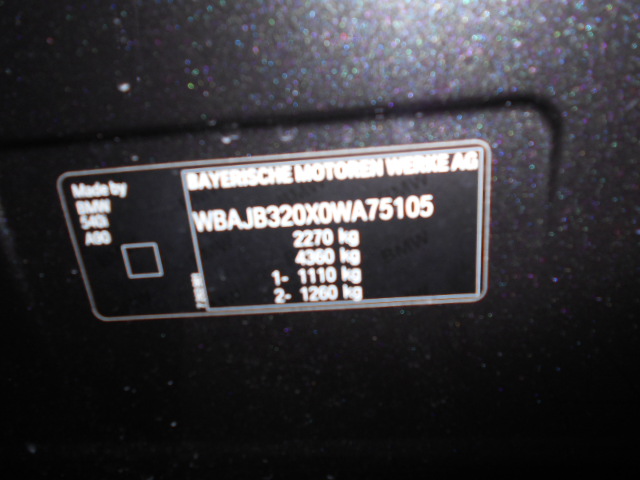 Made by
BMW
540i
A90
BAYERISCHE MOTOREN WERKE AG
WBAJB320X0WA75105
2270 kg
4360 kg
1- 1110 kg
2- 1260 kg